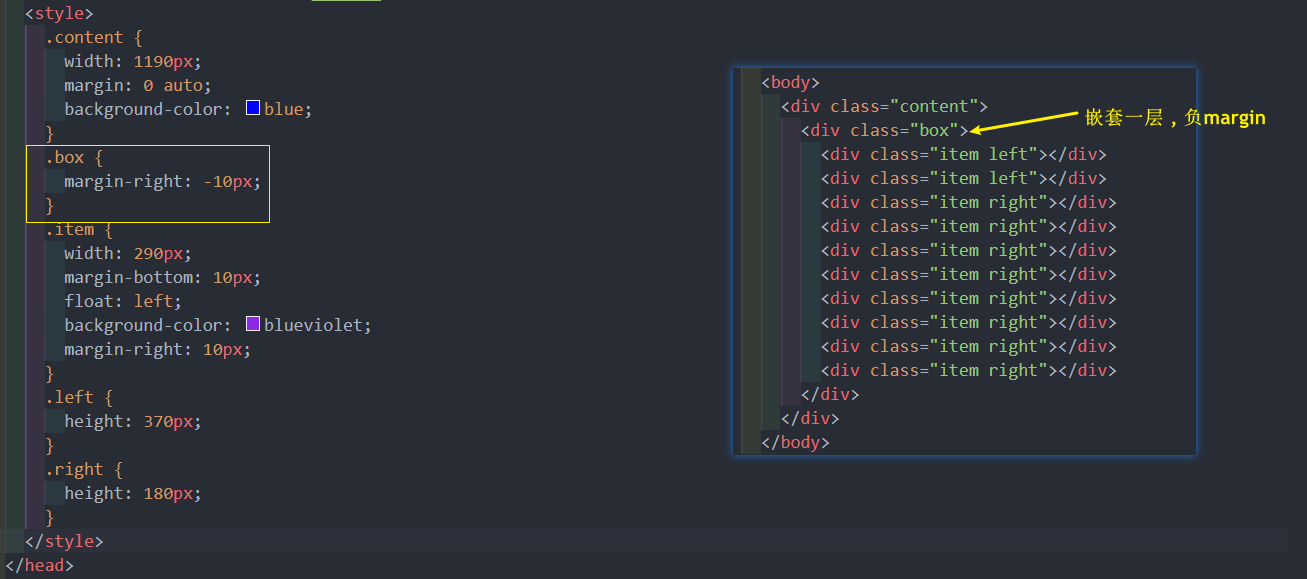 <style>
.content {
width: 1190px;
margin: 0 auto;
background-color: blue;
}
.box {
margin-right: -10px;
}
.item {
width: 290px;
margin-bottom: 10px;
float: left;
background-color: blueviolet;
margin-right: 10px;
}
.left {
height: 370px;
}
.right {
height: 180px;
}
</style>
</head>
<body>
<div class="content">
<div class="box">
嵌套一层，负margin
<div class="item left"></div>
<div class="item left"></div>
<div class="item right"></div>
<div class="item right"></div>
<div class="item right"></div>
<div class="item right"></div>
<div class="item right"></div>
<div class="item right"></div>
<div class="item right"></div>
<div class="item right"></div>
</div>
</div>
</body>